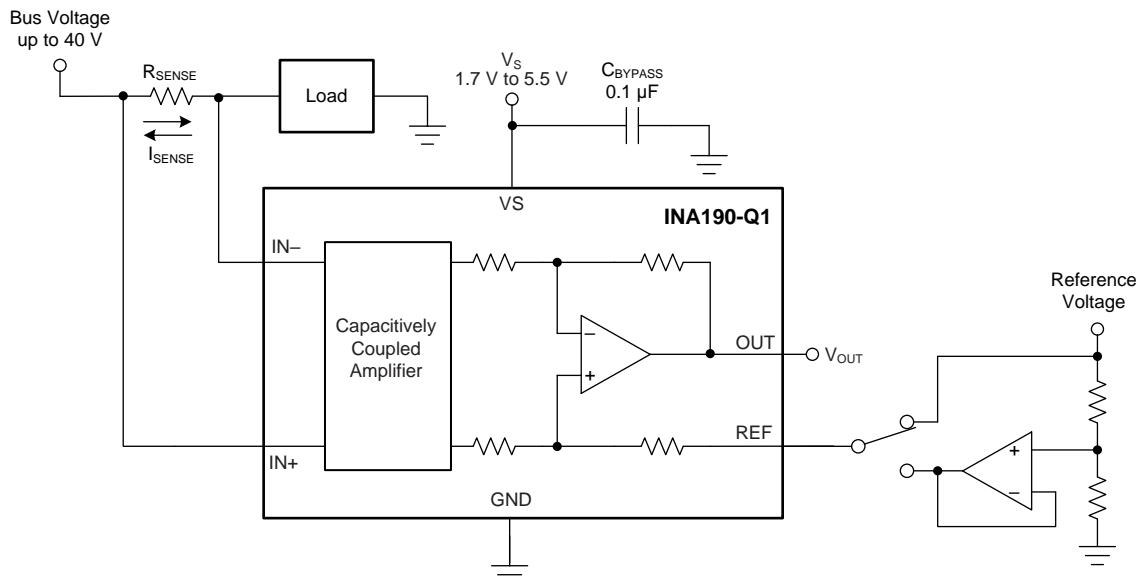 Bus Voltage
up to 40 V
RSENSE
ISENSE
Load
VS
1.7 V to 5.5 V
CBYPASS
0.1 µF
VS
INA190-Q1
IN–
Capacitively
Coupled
Amplifier
–
+
OUT
VOUT
Reference
Voltage
REF
IN+
+
–
GND